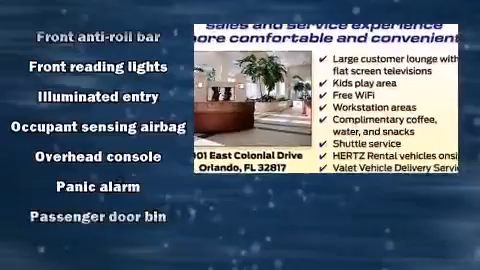 Front anti-roll bar
Front reading lights
Illuminated entry
Occupant sensing airbag
Overhead console
Panic alarm
Passenger door bin
sales and service experience
more comfortable and convenient
✓ Large customer lounge with
flat screen televisions
✓ Kids play area
✓ Free WiFi
✓ Workstation areas
✓ Complimentary coffee,
water, and snacks
✓ Shuttle service
✓ HERTZ Rental vehicles onsi
✓ Valet Vehicle Delivery Servic
01 East Colonial Drive
Orlando, FL 32817